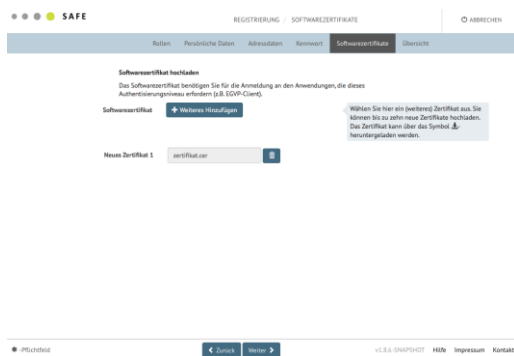 SAFE
REGISTRIERUNG / SOFTWAREZERTIFIKATE
ABBRECHEN
Rollen Persönliche Daten Adressdaten Kennwort Softwarezertifikate Übersicht
Softwarezertifikat hochladen
Das Softwarezertifikat benötigen Sie für die Anmeldung an den Anwendungen, die dieses
Authentisierungsniveau erfordern (z.B. EGVP-Client).
Softwarezertifikat + Weiteres Hinzufügen
Wählen Sie hier ein (weiteres) Zertifikat aus. Sie
können bis zu zehn neue Zertifikate hochladen.
Das Zertifikat kann über das Symbol
heruntergeladen werden.
Neues Zertifikat 1 zertifikat.cer
-Pflichtfeld
Zurück Weiter
v1.8.6-SNAPSHOT Hilfe Impressum Kontakt